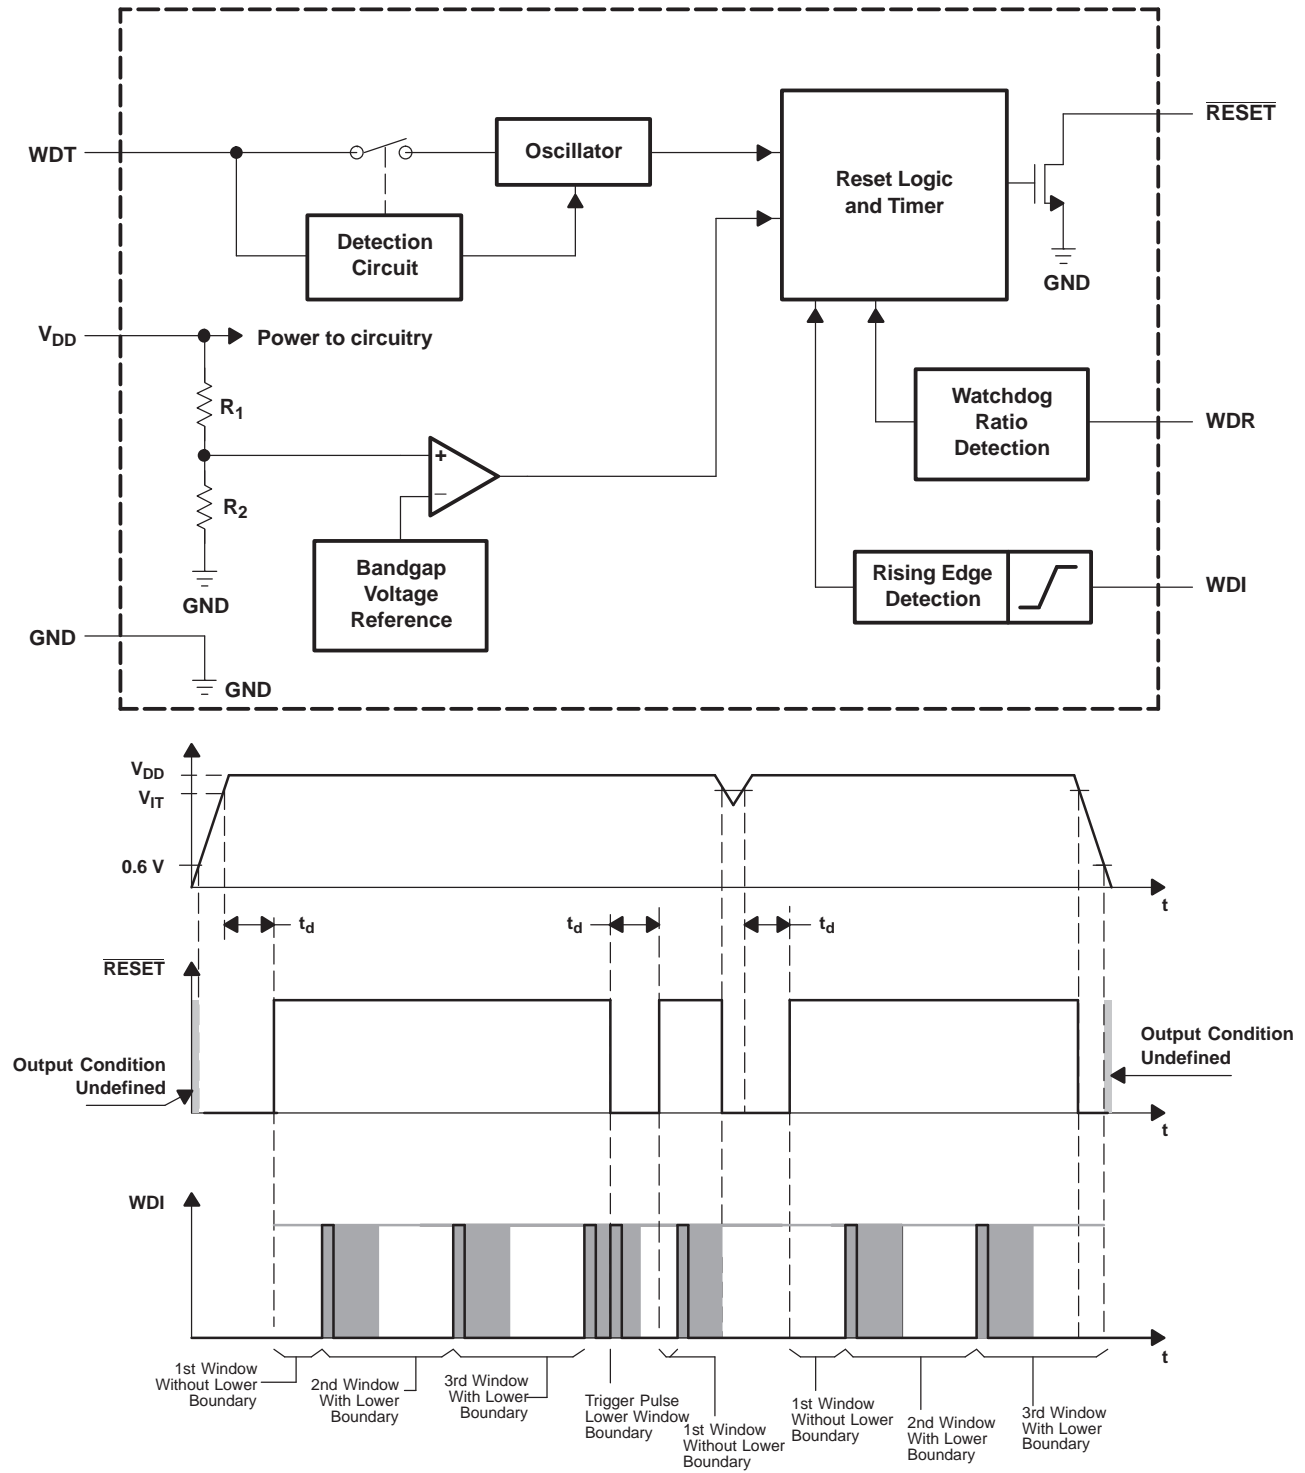 RESET
WDT
Oscillator
Reset Logic
and Timer
Detection
Circuit
GND
VDD
Power to circuitry
R1
Watchdog
Ratio
Detection
WDR
+
−
R2
Bandgap
Voltage
Reference
Rising Edge
Detection
WDI
GND
GND
GND
VDD
VIT
0.6 V
t
td
td
td
RESET
Output Condition
Undefined
Output Condition
Undefined
t
WDI
t
1st Window
Without Lower
Boundary
2nd Window
With Lower
Boundary
3rd Window
With Lower
Boundary
Trigger Pulse
Lower Window
Boundary
1st Window
Without Lower
Boundary
1st Window
Without Lower
Boundary
2nd Window
With Lower
Boundary
3rd Window
With Lower
Boundary